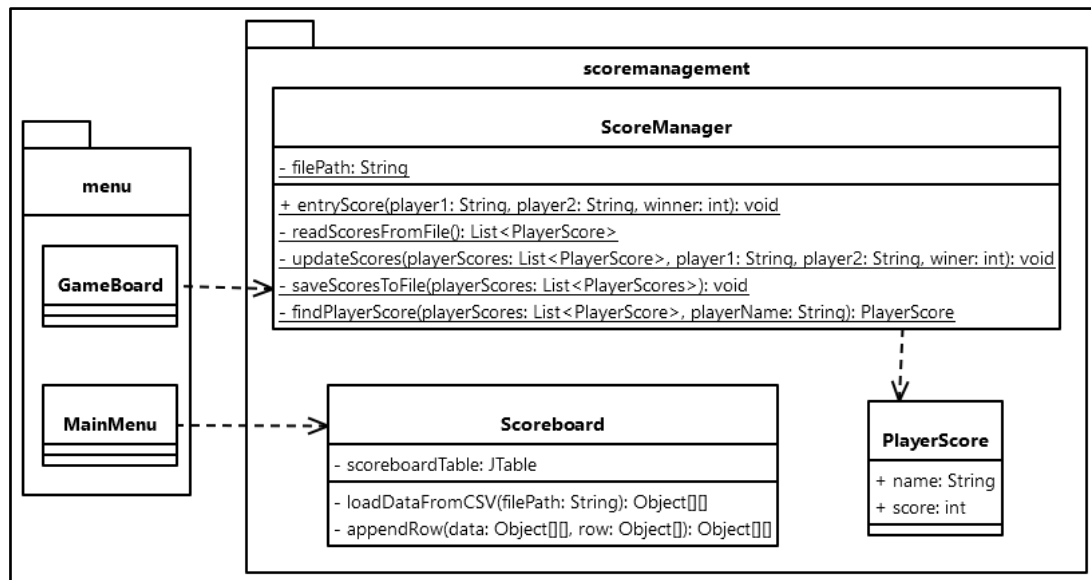 scoremanagement
ScoreManager
- filePath: String
+ entryScore(player1: String, player2: String, winner: int): void
- readScoresFromFile(): List<PlayerScore>
- updateScores(playerScores: List<PlayerScore>, player1: String, player2: String, winer: int): void
- saveScoresToFile(playerScores: List<PlayerScores>): void
- findPlayerScore(playerScores: List<PlayerScore>, playerName: String): PlayerScore
menu
GameBoard
MainMenu
Scoreboard
- scoreboardTable: JTable
- loadDataFromCSV(filePath: String): Object[][]
- appendRow(data: Object[][], row: Object[]): Object[][]
PlayerScore
+ name: String
+ score: int